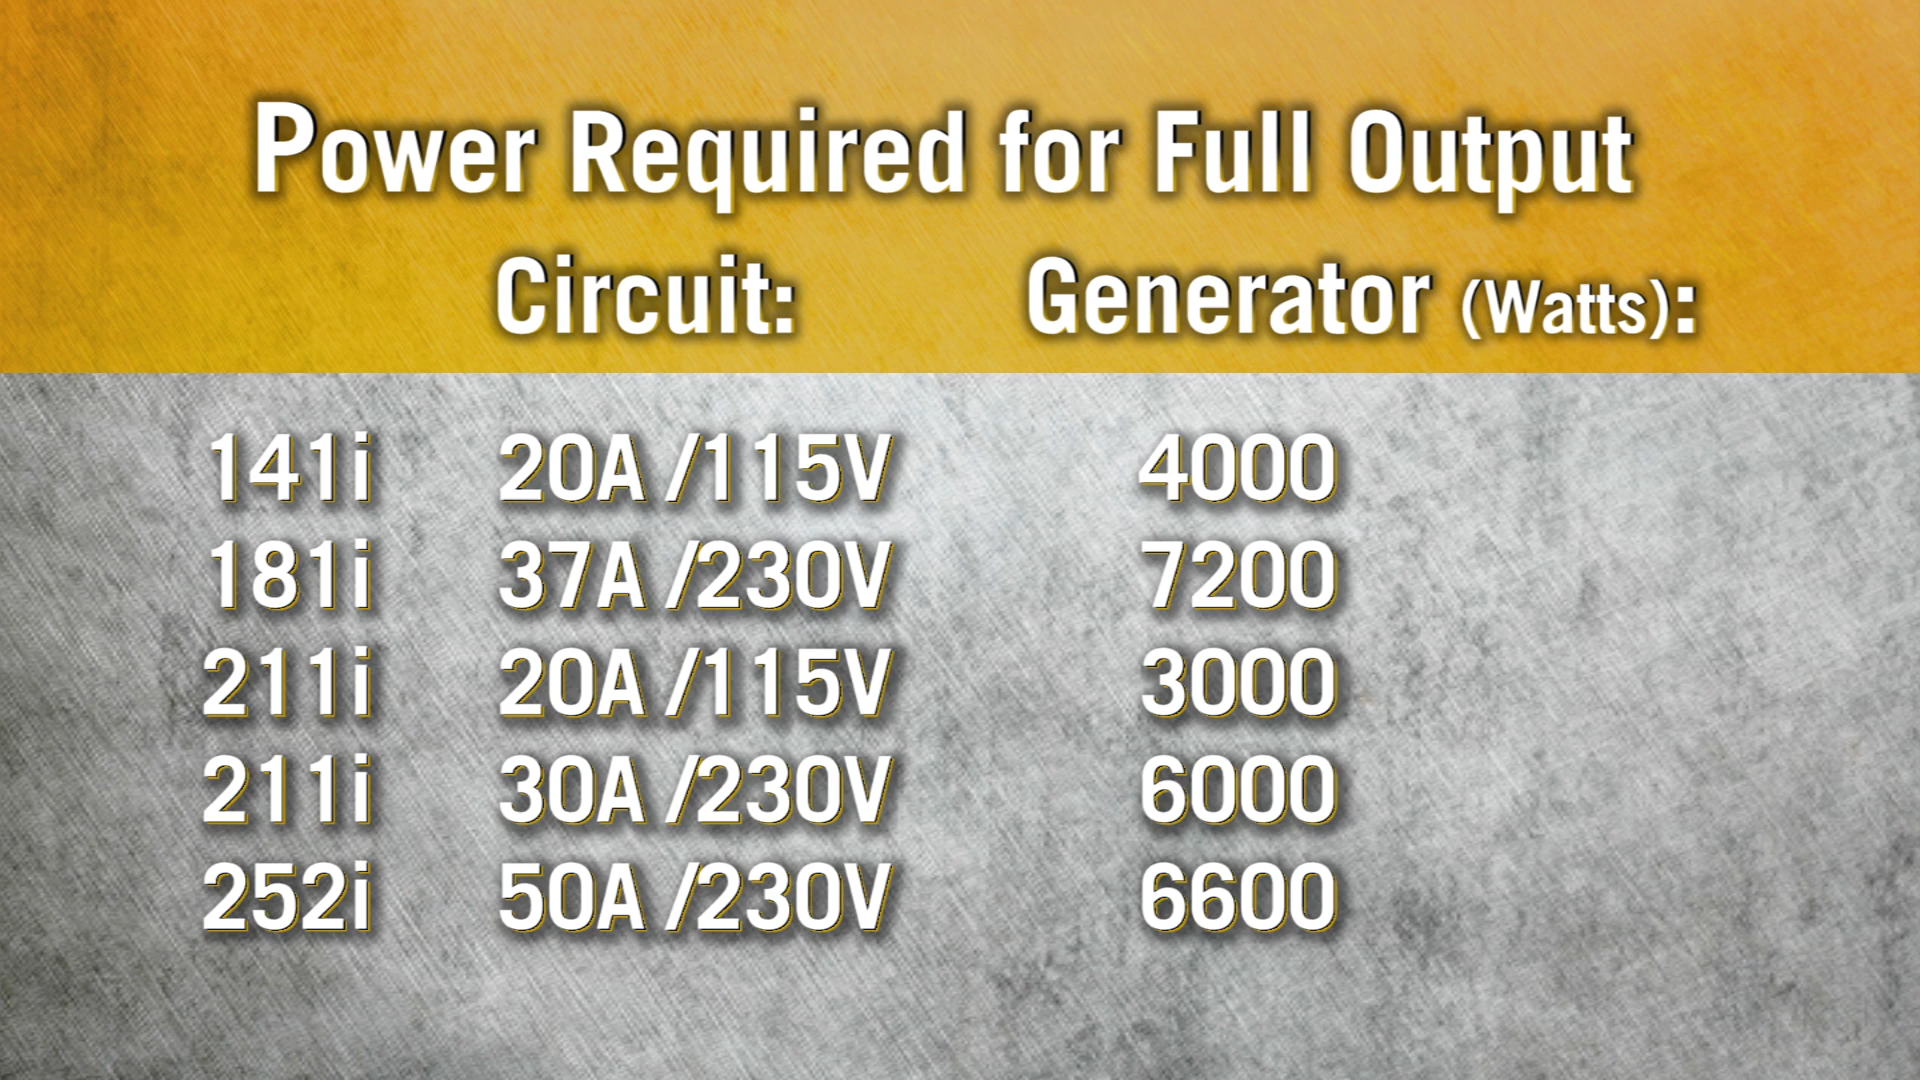 Power Required for Full Output
Circuit: Generator (Watts):
141i 20A /115V 4000
181i 37A /230V 7200
211i 20A /115V 3000
211i 30A /230V 6000
252i 50A /230V 6600